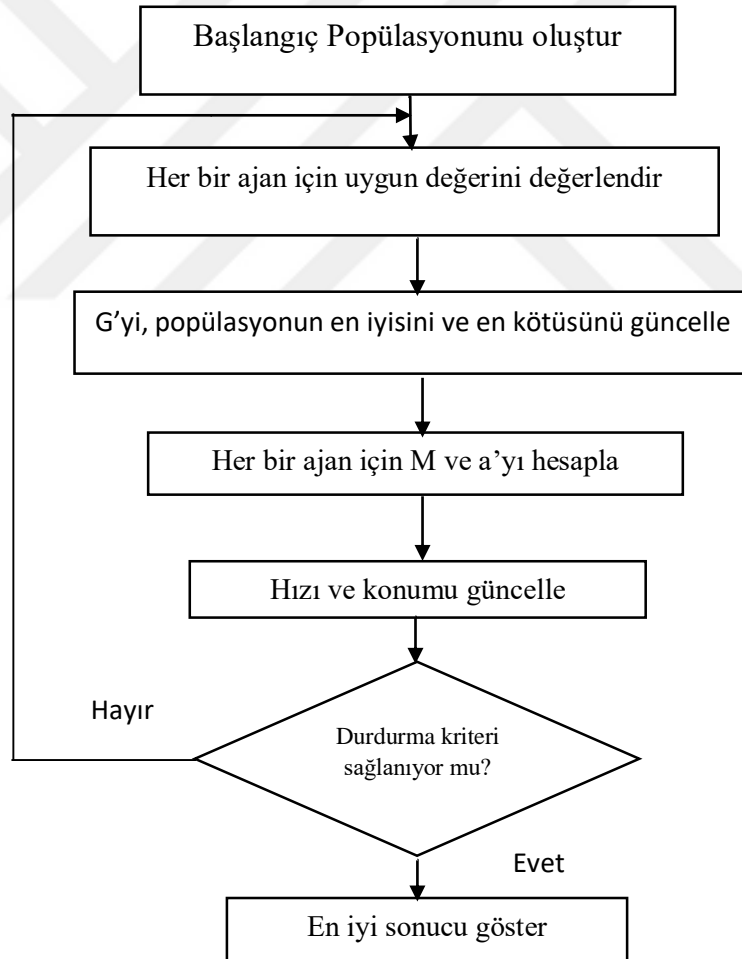 Başlangıç Popülasyonunu oluştur
Her bir ajan için uygun değerini değerlendir
G’yi, popülasyonun en iyisini ve en kötüsünü güncelle
Her bir ajan için M ve a’yı hesapla
Hızı ve konumu güncelle
Hayır
Durdurma kriteri
sağlanıyor mu?
Evet
En iyi sonucu göster